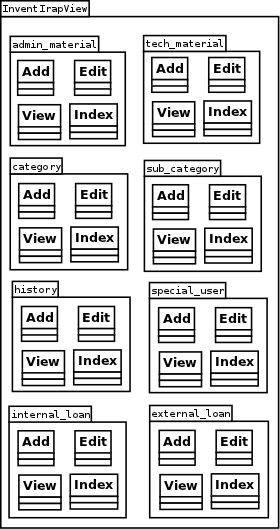 InventIrapView
admin_material
Add Edit
View Index
tech_material
Add Edit
View Index
category
Add Edit
View Index
sub_category
Add Edit
View Index
history
Add Edit
View Index
special_user
Add Edit
View Index
internal_loan
Add Edit
View Index
external_loan
Add Edit
View Index